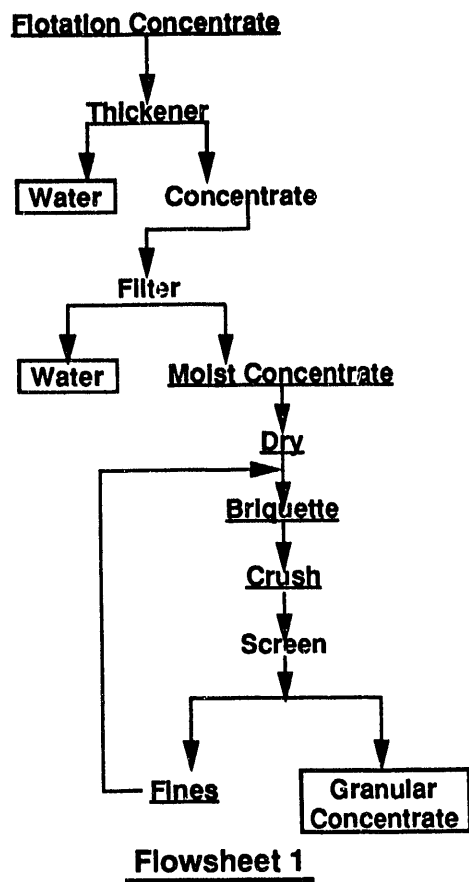 Flotation Concentrate
Thickener
Water
Concentrate
Filter
Water
Moist Concentrate
Dry
Briquette
Crush
Screen
Fines
Granular
Concentrate
Flowsheet 1